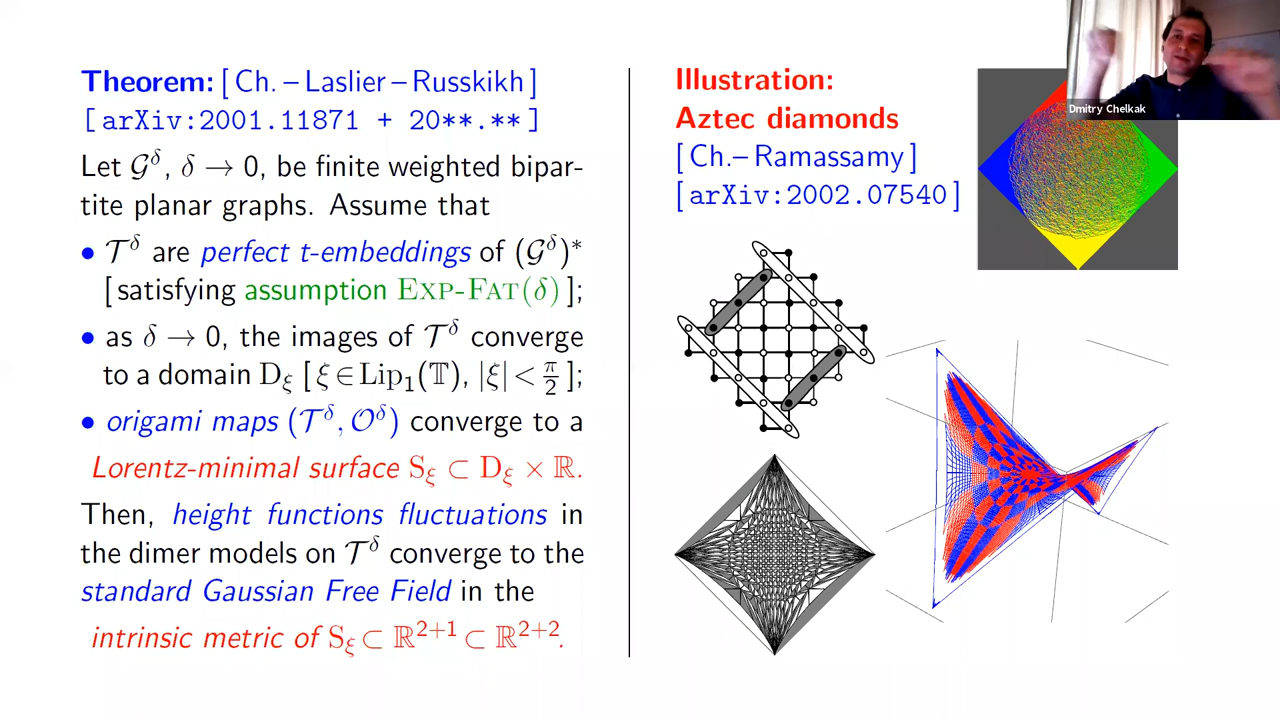 Theorem: [ Ch. – Laslier – Russkikh ]
[ arXiv:2001.11871 + 20**.** ]
Let 𝒢^δ, δ → 0, be finite weighted bipar-
tite planar graphs. Assume that
• 𝒯^δ are perfect t-embeddings of (𝒢^δ)*
[ satisfying assumption EXP-FAT(δ) ];
• as δ → 0, the images of 𝒯^δ converge
to a domain D_ξ [ ξ ∈ Lip₁(𝕋), |ξ| < π/2 ];
• origami maps (𝒯^δ, 𝒪^δ) converge to a
Lorentz-minimal surface S_ξ ⊂ D_ξ × ℝ.
Then, height functions fluctuations in
the dimer models on 𝒯^δ converge to the
standard Gaussian Free Field in the
intrinsic metric of S_ξ ⊂ ℝ^{2+1} ⊂ ℝ^{2+2}.
Illustration:
Aztec diamonds
[ Ch.– Ramassamy ]
[ arXiv:2002.07540 ]
Dmitry Chelkak